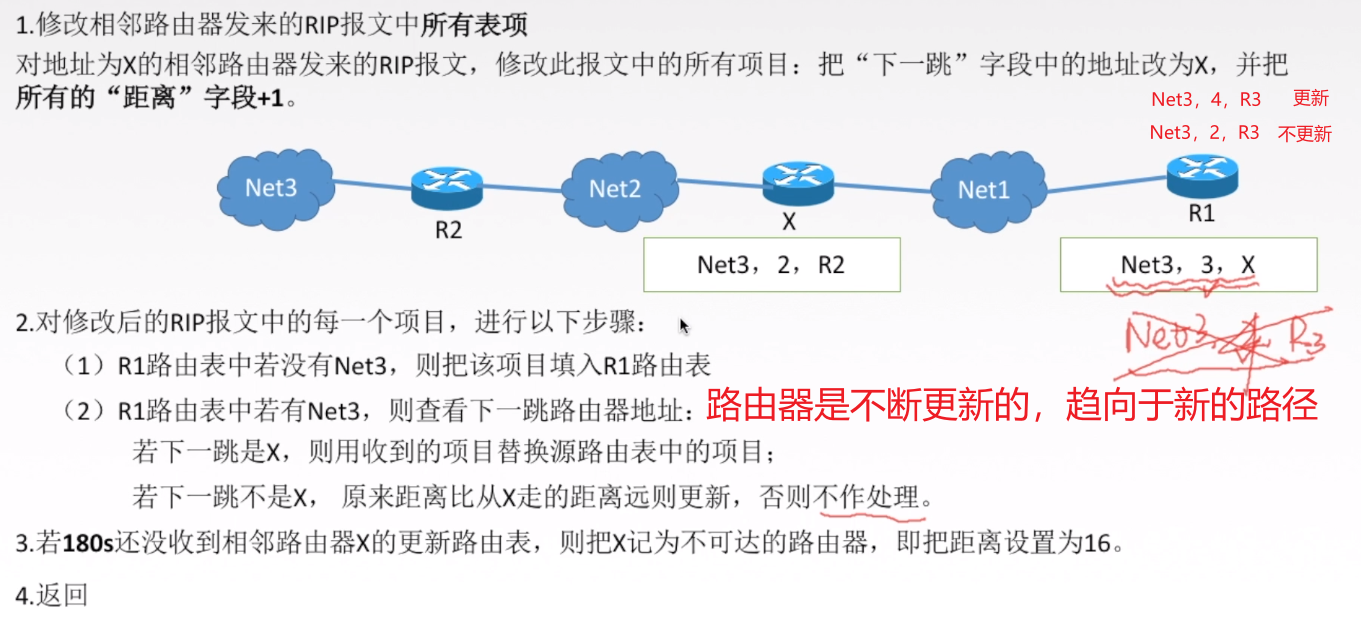 1.修改相邻路由器发来的RIP报文中所有表项
对地址为X的相邻路由器发来的RIP报文，修改此报文中的所有项目：把“下一跳”字段中的地址改为X，并把
所有的“距离”字段+1。
Net3，4，R3 更新
Net3，2，R3 不更新
Net3
R2
Net2
X
Net1
R1
Net3，2，R2
Net3，3，X
2.对修改后的RIP报文中的每一个项目，进行以下步骤：
Net3, R3
（1）R1路由表中若没有Net3，则把该项目填入R1路由表
（2）R1路由表中若有Net3，则查看下一跳路由器地址：
路由器是不断更新的，趋向于新的路径
若下一跳是X，则用收到的项目替换源路由表中的项目；
若下一跳不是X， 原来距离比从X走的距离远则更新，否则不作处理。
3.若180s还没收到相邻路由器X的更新路由表，则把X记为不可达的路由器，即把距离设置为16。
4.返回